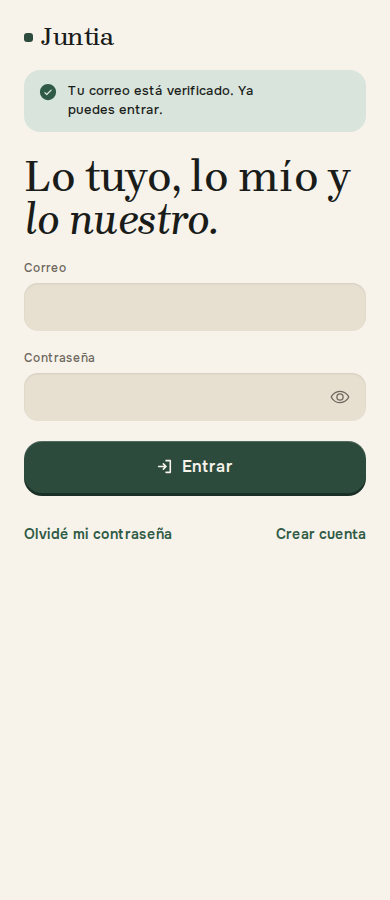 Juntia
Tu correo está verificado. Ya
puedes entrar.
Lo tuyo, lo mío y
lo nuestro.
Correo
Contraseña
Entrar
Olvidé mi contraseña
Crear cuenta